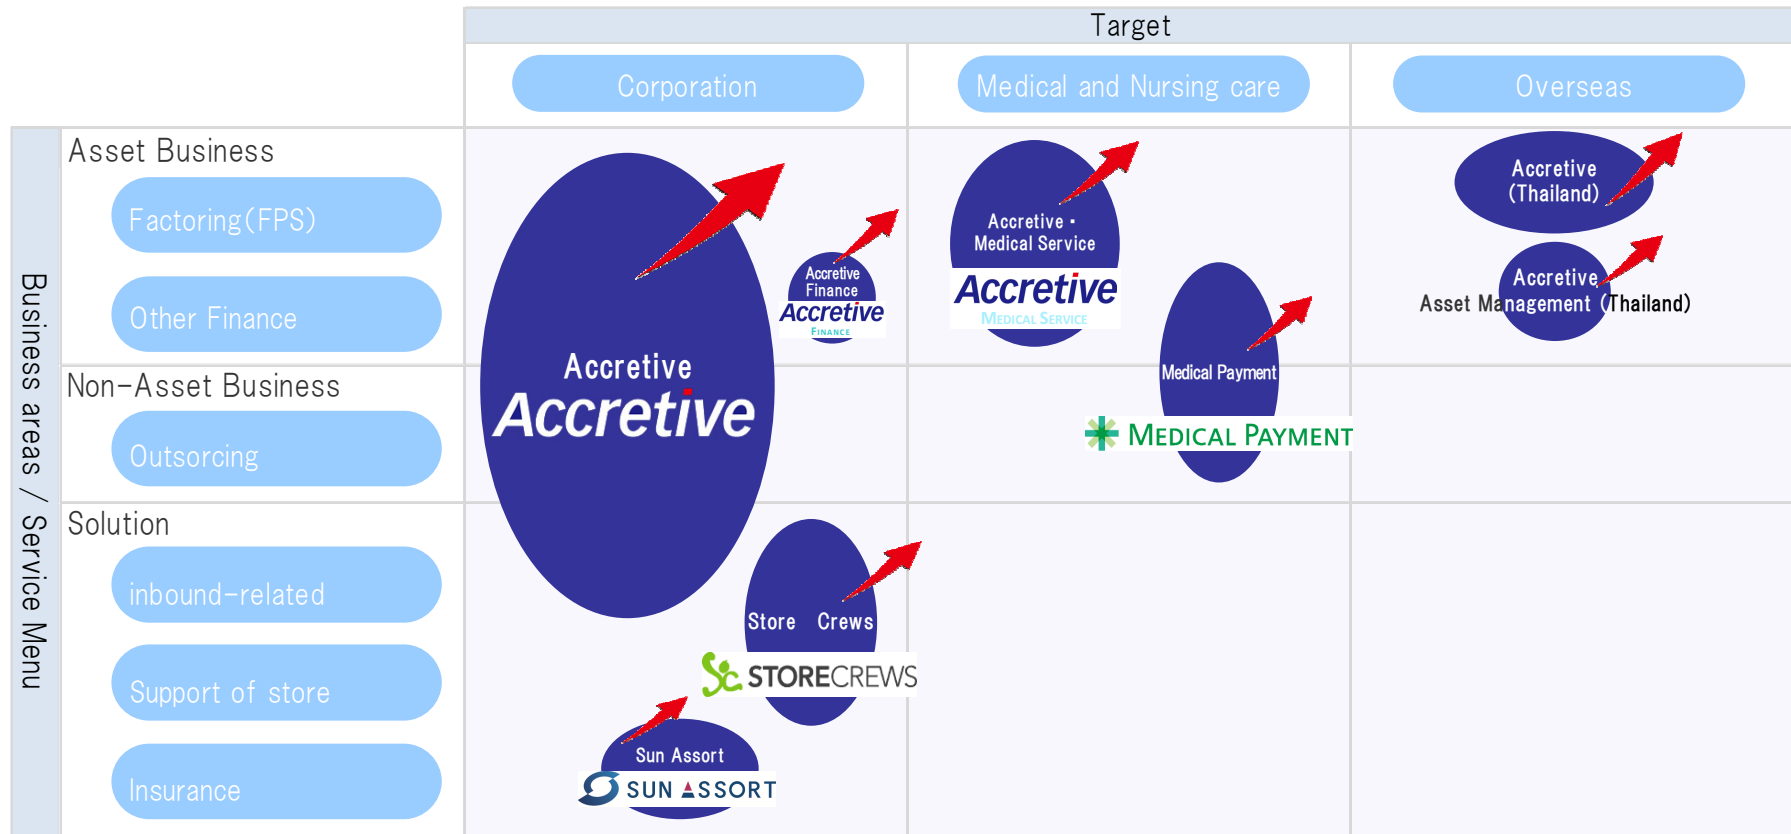 Target
Corporation
Medical and Nursing care
Overseas
Business areas / Service Menu
Asset Business
Factoring(FPS)
Other Finance
Non-Asset Business
Outsorcing
Solution
inbound-related
Support of store
Insurance
Accretive
Accretive
Accretive
Finance
Accretive
FINANCE
Accretive・
Medical Service
Accretive
MEDICAL SERVICE
Medical Payment
MEDICAL PAYMENT
Accretive
(Thailand)
Accretive
Asset Management (Thailand)
Store Crews
Sc STORECREWS
Sun Assort
SUN ASSORT